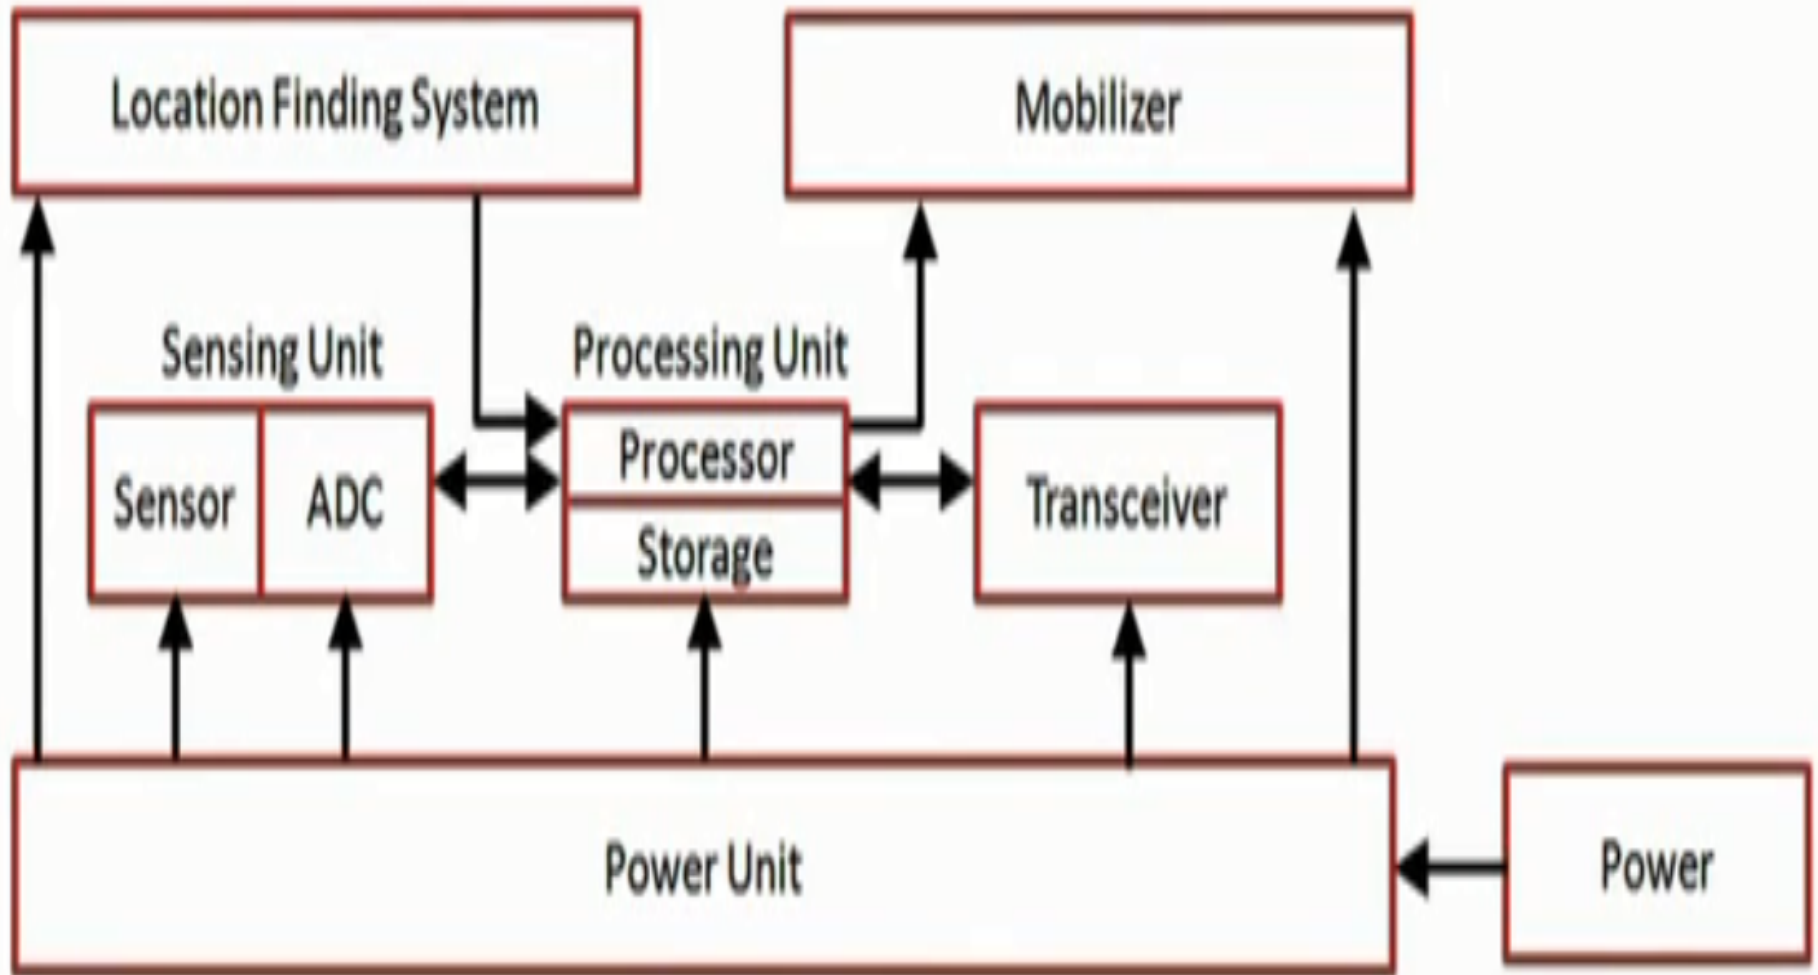 Location Finding System
Mobilizer
Sensing Unit
Processing Unit
Sensor
ADC
Processor
Storage
Transceiver
Power Unit
Power